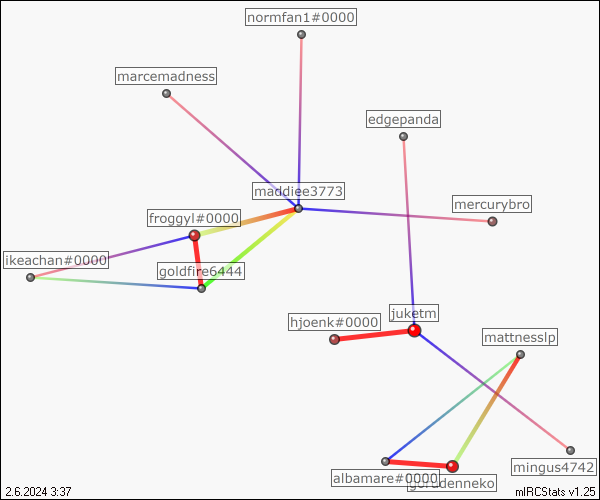 normfan1#0000
marcemadness
edgepanda
maddiee3773
mercurybro
froggyl#0000
ikeachan#0000
goldfire6444
hjoenk#0000
juketm
mattnesslp
mingus4742
albamare#0000
2.6.2024 3:37
mIRCStats v1.25